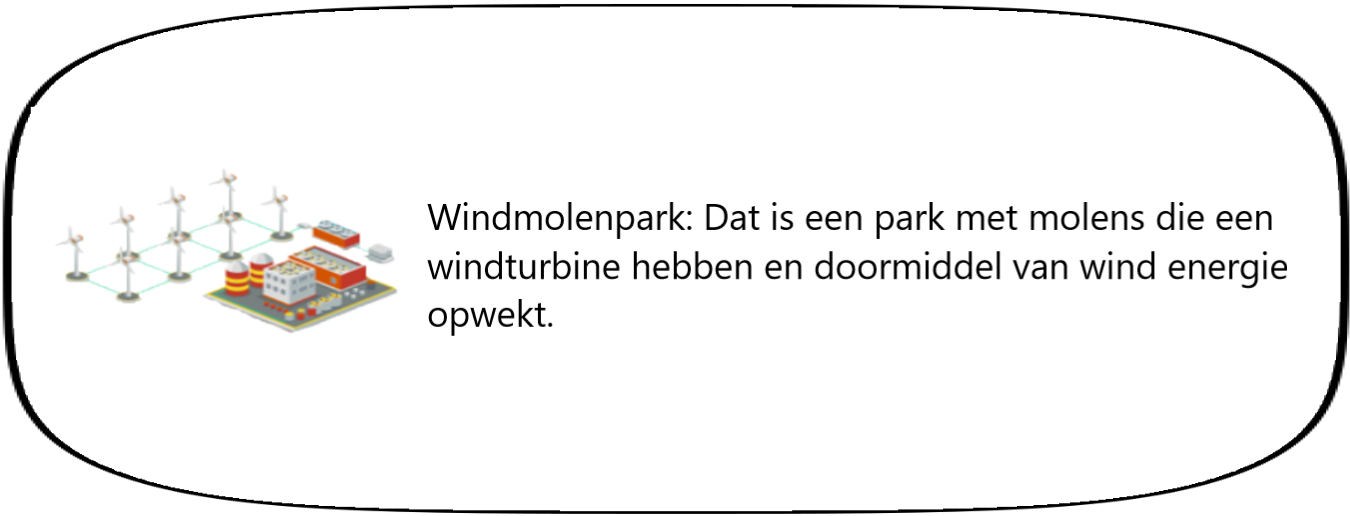 Windmolenpark: Dat is een park met molens die een
windturbine hebben en doormiddel van wind energie
opwekt.